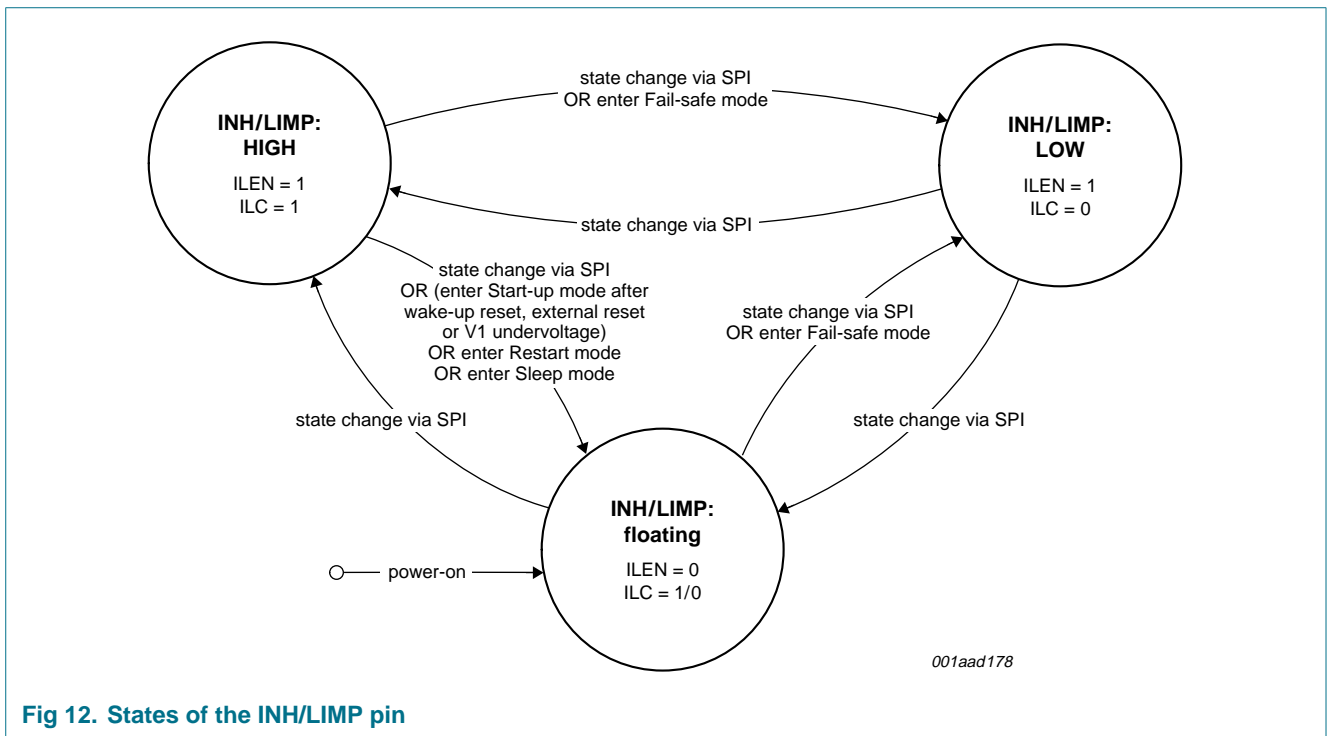 state change via SPI
OR enter Fail-safe mode
INH/LIMP:
HIGH
ILEN = 1
ILC = 1
INH/LIMP:
LOW
ILEN = 1
ILC = 0
state change via SPI
state change via SPI
OR (enter Start-up mode after
wake-up reset, external reset
or V1 undervoltage)
OR enter Restart mode
OR enter Sleep mode
state change via SPI
OR enter Fail-safe mode
state change via SPI
state change via SPI
INH/LIMP:
floating
ILEN = 0
ILC = 1/0
power-on
001aad178
Fig 12. States of the INH/LIMP pin